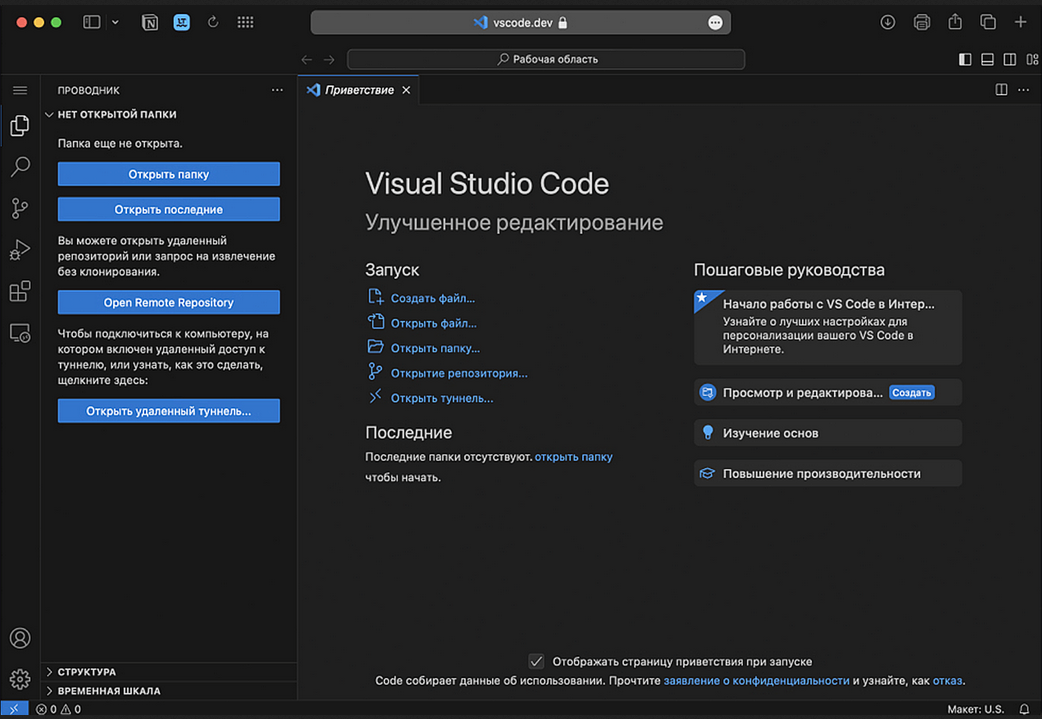 vscode.dev
Рабочая область
ПРОВОДНИК
Приветствие
НЕТ ОТКРЫТОЙ ПАПКИ
Папка еще не открыта.
Открыть папку
Открыть последние
Вы можете открыть удаленный
репозиторий или запрос на извлечение
без клонирования.
Open Remote Repository
Чтобы подключиться к компьютеру, на
котором включен удаленный доступ к
туннелю, или узнать, как это сделать,
щелкните здесь:
Открыть удаленный туннель...
СТРУКТУРА
ВРЕМЕННАЯ ШКАЛА
Visual Studio Code
Улучшенное редактирование
Запуск
Создать файл...
Открыть файл...
Открыть папку...
Открытие репозитория...
Открыть туннель...
Последние
Последние папки отсутствуют. открыть папку
чтобы начать.
Пошаговые руководства
Начало работы с VS Code в Интер...
Узнайте о лучших настройках для
персонализации вашего VS Code в
Интернете.
Просмотр и редактирова... Создать
Изучение основ
Повышение производительности
Отображать страницу приветствия при запуске
Code собирает данные об использовании. Прочтите заявление о конфиденциальности и узнайте, как отказ.
0 0
Макет: U.S.